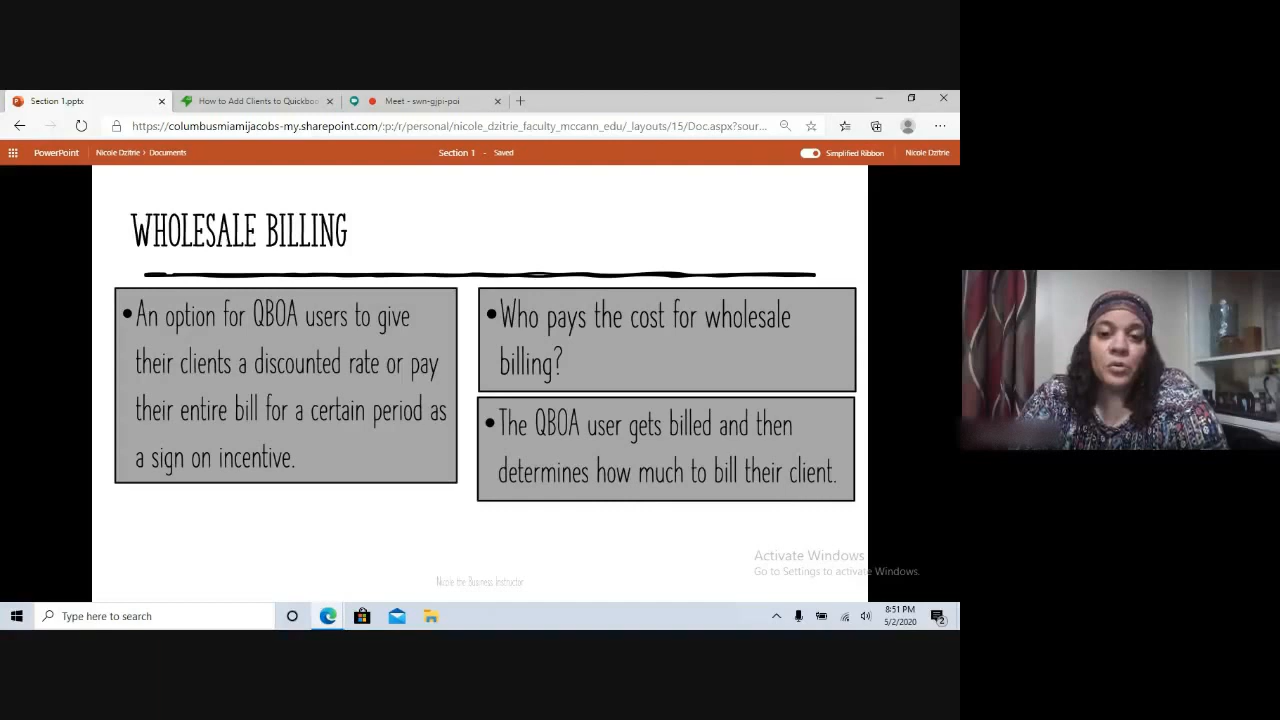 Section 1.pptx
How to Add Clients to Quickboo
Meet - swn-gjpi-poi
https://columbusmiamijacobs-my.sharepoint.com/:p:/r/personal/nicole_dzitrie_faculty_mccann_edu/_layouts/15/Doc.aspx?sour...
PowerPoint
Nicole Dzitrie > Documents
Section 1 - Saved
Simplified Ribbon
Nicole Dzitrie
WHOLESALE BILLING
•An option for QBOA users to give
their clients a discounted rate or pay
their entire bill for a certain period as
a sign on incentive.
•Who pays the cost for wholesale
billing?
•The QBOA user gets billed and then
determines how much to bill their client.
Nicole the Business Instructor
Activate Windows
Go to Settings to activate Windows.
Type here to search
8:51 PM
5/2/2020
2